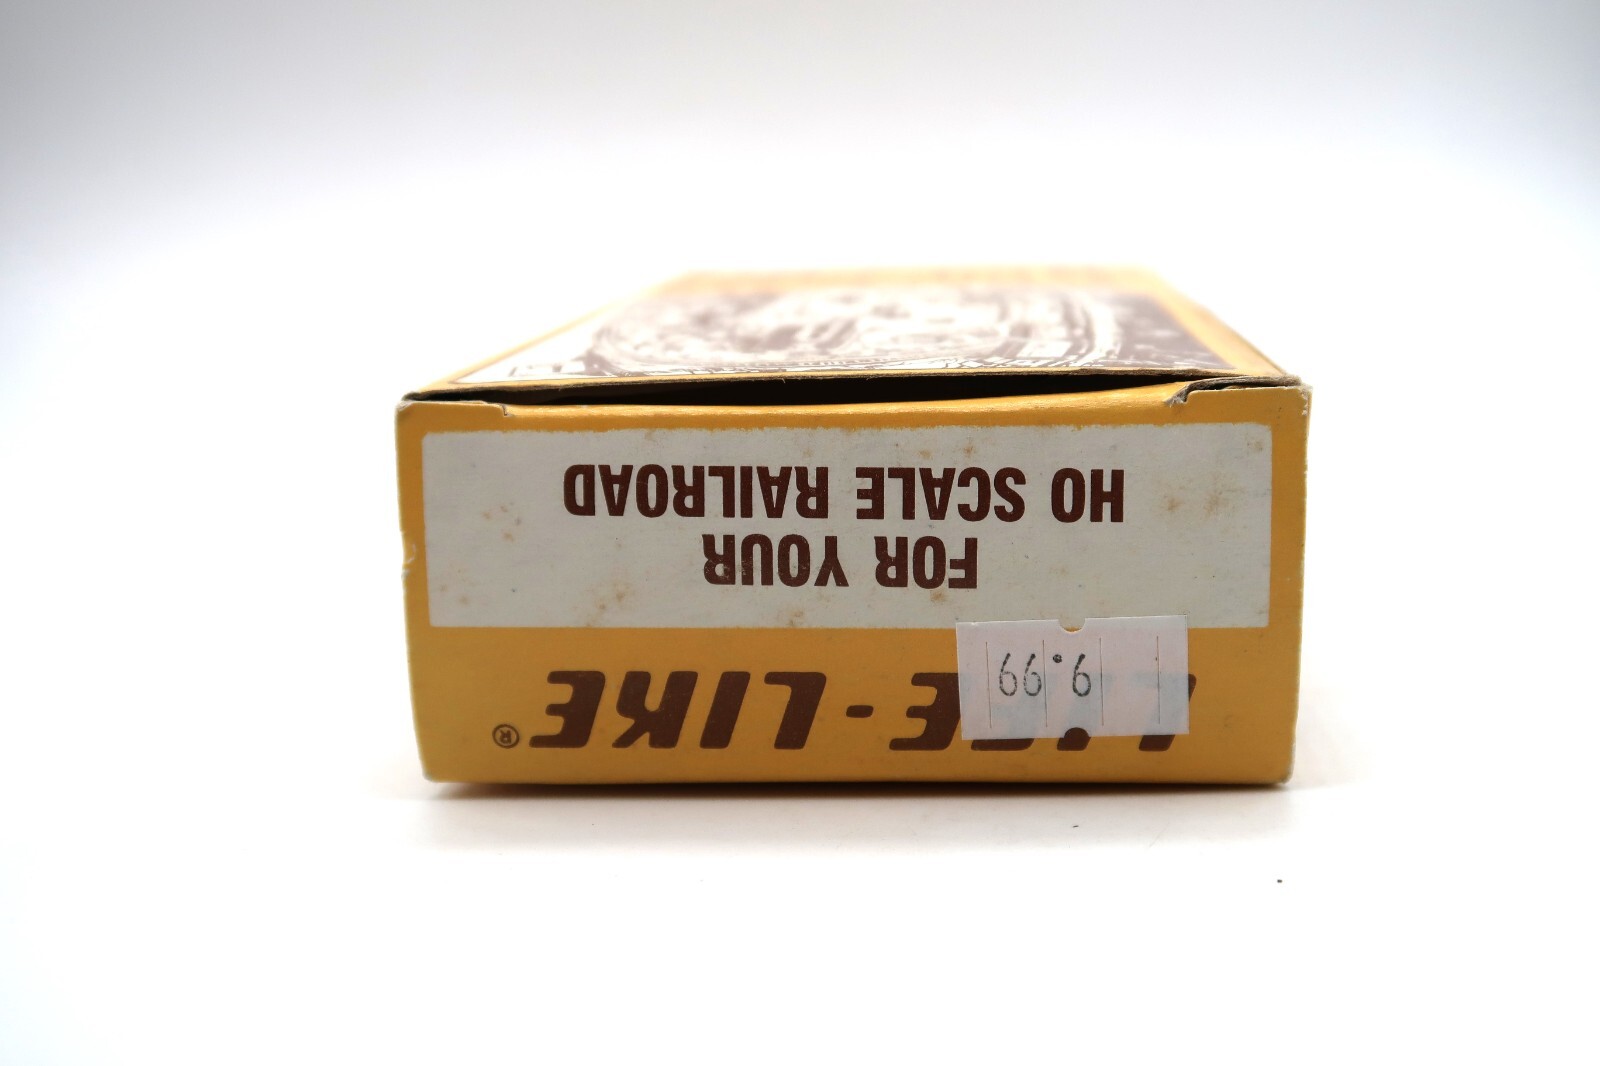 LIFE-LIKE®
9.99
FOR YOUR
HO SCALE RAILROAD